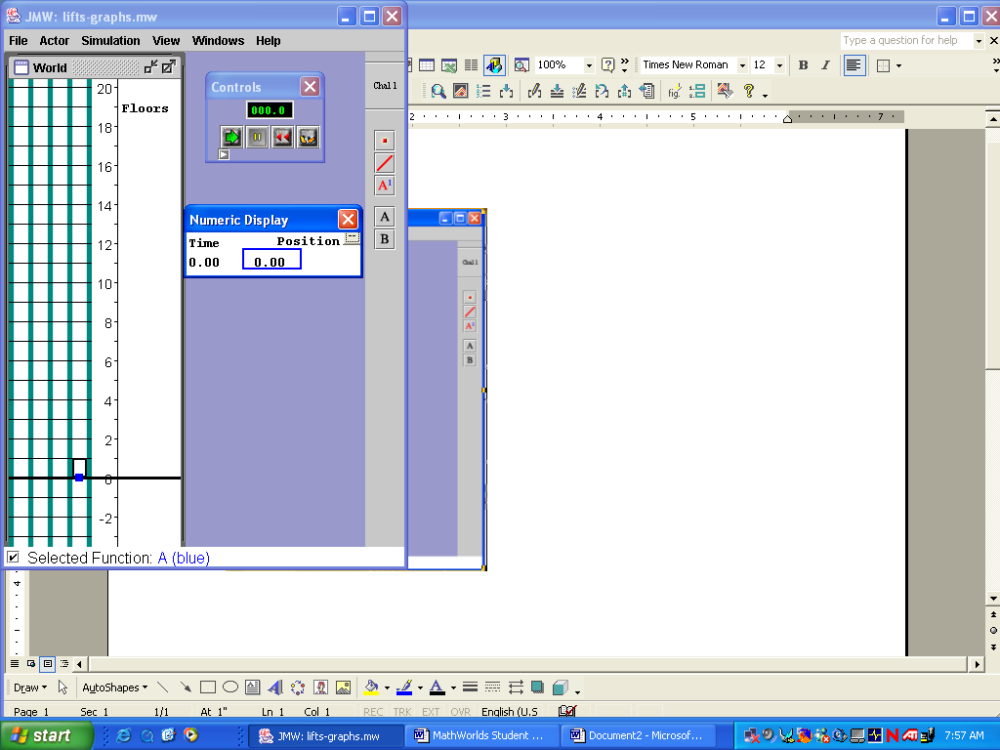 JMW: lifts-graphs.mw
File Actor Simulation View Windows Help
World
Floors
20
18
16
14
12
10
8
6
4
2
0
-2
Controls
000.0
Numeric Display
Time Position
0.00 0.00
Chal 1
A¹
A
B
Selected Function: A (blue)
Type a question for help
100% Times New Roman 12 B I
fig.
2 3 4 5 7
Chal 1
A¹
A
B
4
Draw AutoShapes
Page 1 Sec 1 1/1 At 1" Ln 1 Col 1 REC TRK EXT OVR English (U.S
start JMW: lifts-graphs.mw MathWorlds Student ... Document2 - Microsof... 7:57 AM